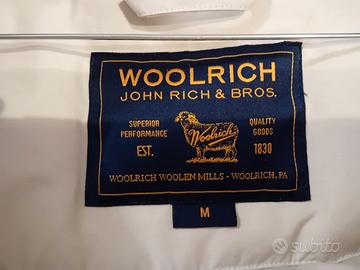 WOOLRICH
JOHN RICH & BROS.
SUPERIOR PERFORMANCE
QUALITY GOODS
Woolrich
EST. 1830
WOOLRICH WOOLEN MILLS - WOOLRICH, PA
M
subito